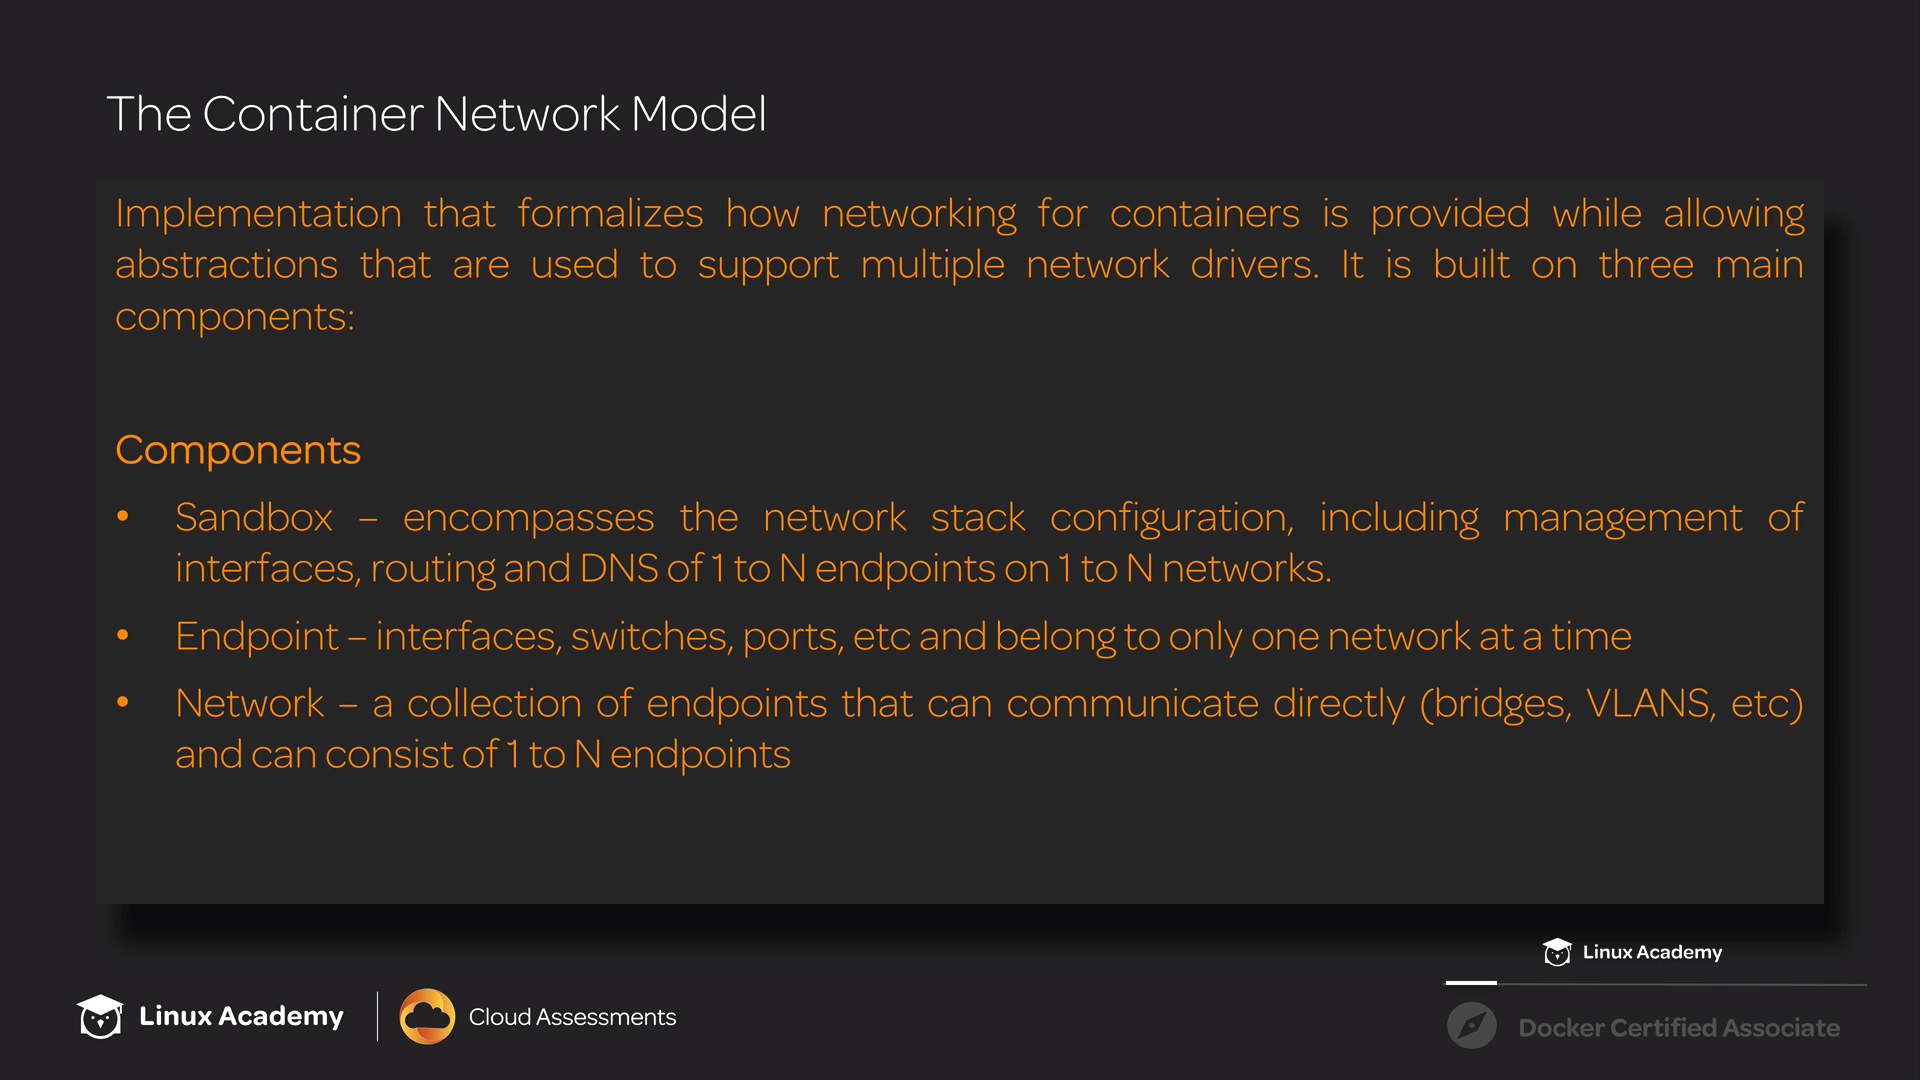 The Container Network Model
Implementation that formalizes how networking for containers is provided while allowing
abstractions that are used to support multiple network drivers. It is built on three main
components:
Components
• Sandbox – encompasses the network stack configuration, including management of
interfaces, routing and DNS of 1 to N endpoints on 1 to N networks.
• Endpoint – interfaces, switches, ports, etc and belong to only one network at a time
• Network – a collection of endpoints that can communicate directly (bridges, VLANS, etc)
and can consist of 1 to N endpoints
Linux Academy
Linux Academy
Cloud Assessments
Docker Certified Associate